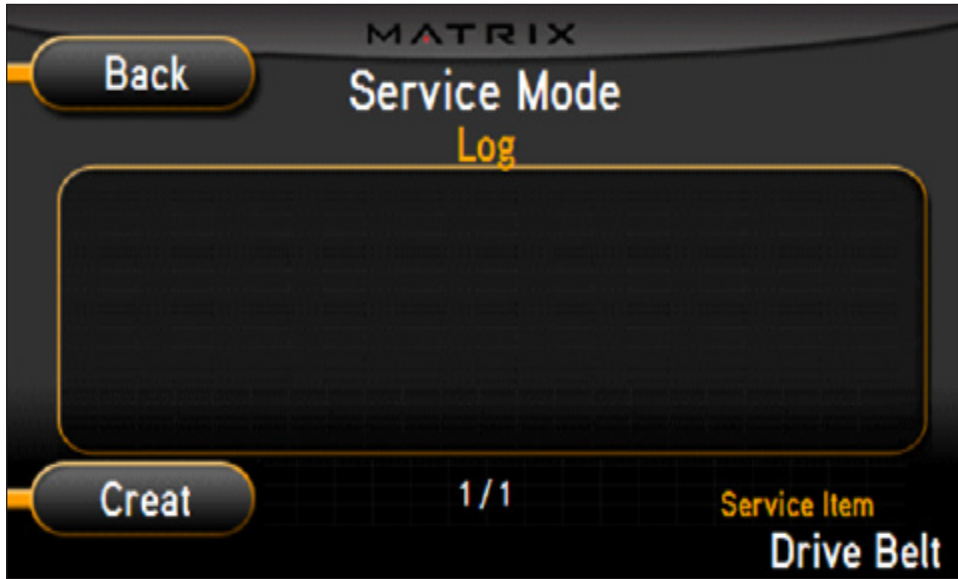 MATRIX
Back
Service Mode
Log
Creat
1/1
Service Item
Drive Belt